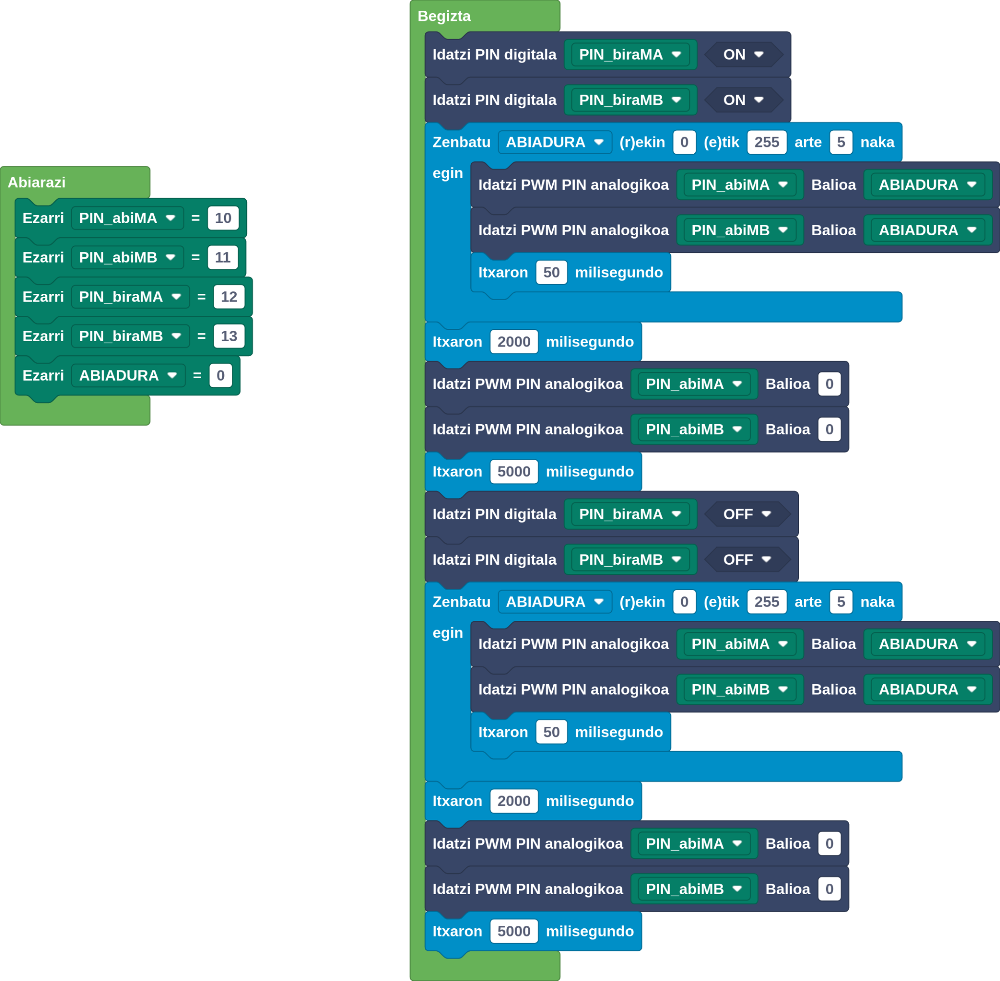 Abiarazi
Ezarri PIN_abiMA = 10
Ezarri PIN_abiMB = 11
Ezarri PIN_biraMA = 12
Ezarri PIN_biraMB = 13
Ezarri ABIADURA = 0
Begizta
Idatzi PIN digitala PIN_biraMA ON
Idatzi PIN digitala PIN_biraMB ON
Zenbatu ABIADURA (r)ekin 0 (e)tik 255 arte 5 naka
egin
Idatzi PWM PIN analogikoa PIN_abiMA Balioa ABIADURA
Idatzi PWM PIN analogikoa PIN_abiMB Balioa ABIADURA
Itxaron 50 milisegundo
Itxaron 2000 milisegundo
Idatzi PWM PIN analogikoa PIN_abiMA Balioa 0
Idatzi PWM PIN analogikoa PIN_abiMB Balioa 0
Itxaron 5000 milisegundo
Idatzi PIN digitala PIN_biraMA OFF
Idatzi PIN digitala PIN_biraMB OFF
Zenbatu ABIADURA (r)ekin 0 (e)tik 255 arte 5 naka
egin
Idatzi PWM PIN analogikoa PIN_abiMA Balioa ABIADURA
Idatzi PWM PIN analogikoa PIN_abiMB Balioa ABIADURA
Itxaron 50 milisegundo
Itxaron 2000 milisegundo
Idatzi PWM PIN analogikoa PIN_abiMA Balioa 0
Idatzi PWM PIN analogikoa PIN_abiMB Balioa 0
Itxaron 5000 milisegundo